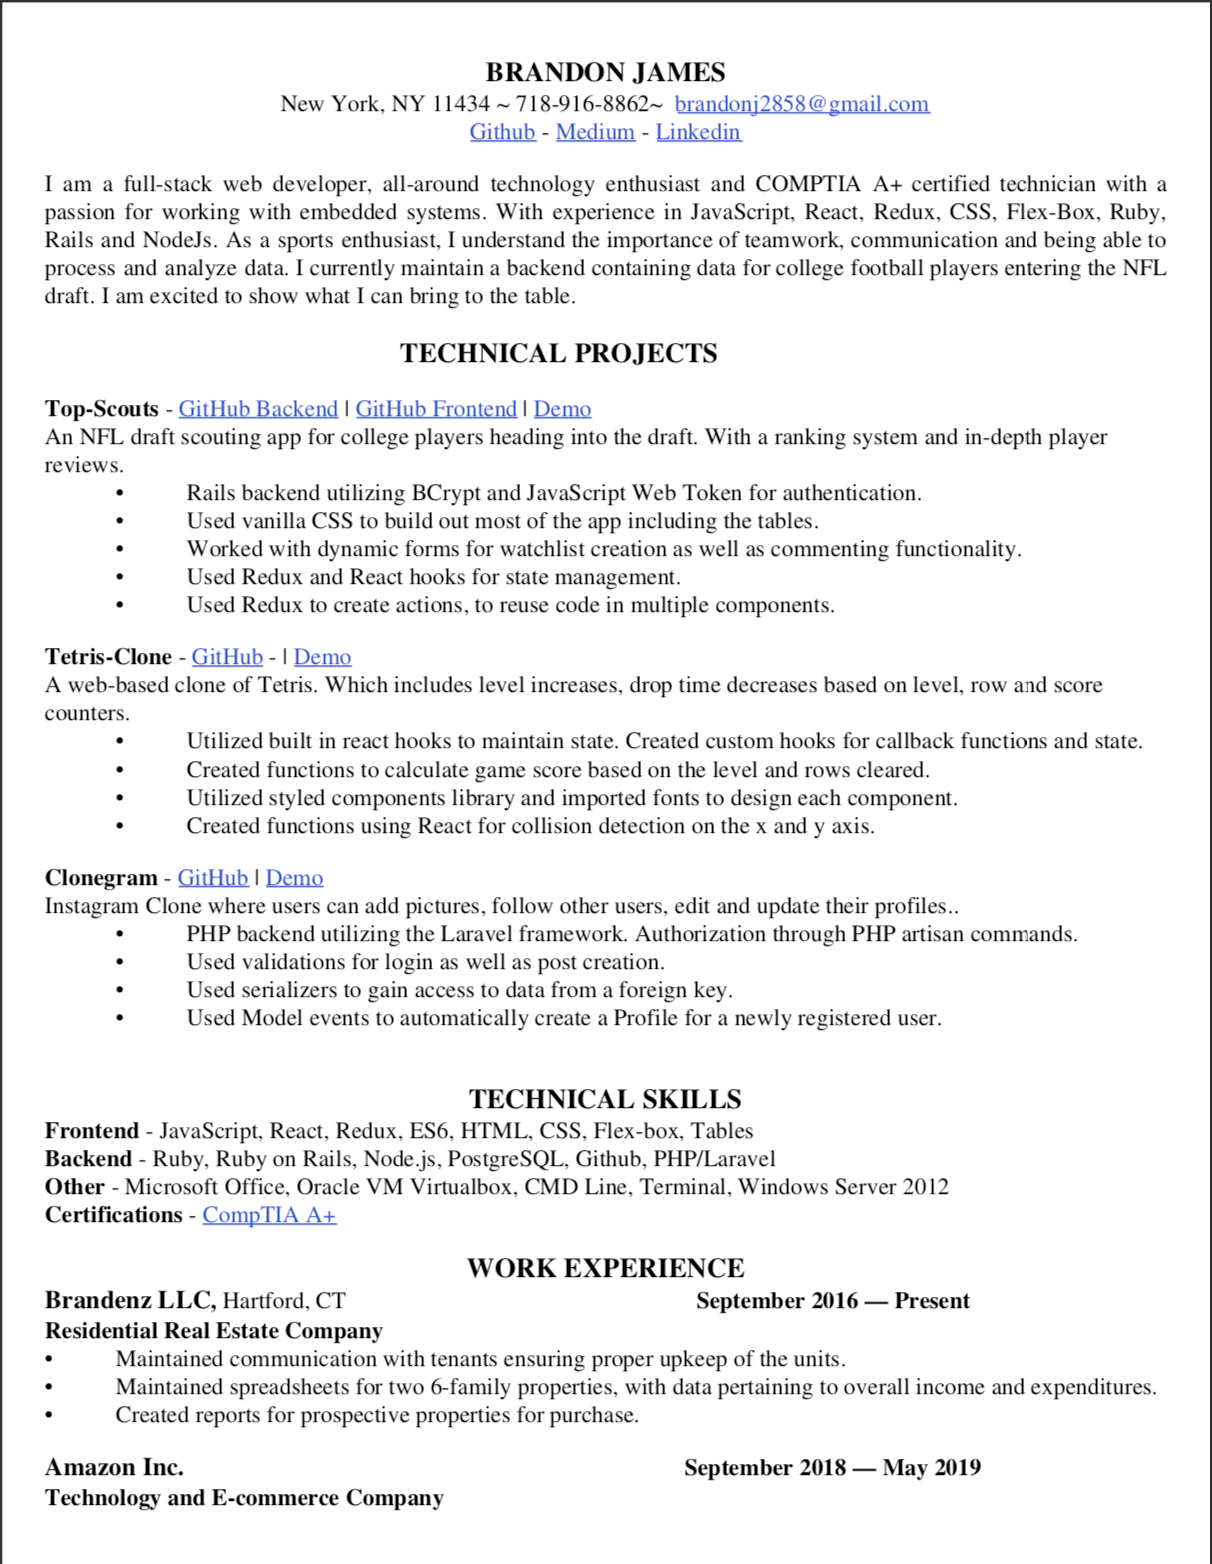 BRANDON JAMES
New York, NY 11434 ~ 718-916-8862~ brandonj2858@gmail.com
Github - Medium - Linkedin
I am a full-stack web developer, all-around technology enthusiast and COMPTIA A+ certified technician with a
passion for working with embedded systems. With experience in JavaScript, React, Redux, CSS, Flex-Box, Ruby,
Rails and NodeJs. As a sports enthusiast, I understand the importance of teamwork, communication and being able to
process and analyze data. I currently maintain a backend containing data for college football players entering the NFL
draft. I am excited to show what I can bring to the table.
TECHNICAL PROJECTS
Top-Scouts - GitHub Backend | GitHub Frontend | Demo
An NFL draft scouting app for college players heading into the draft. With a ranking system and in-depth player
reviews.
• Rails backend utilizing BCrypt and JavaScript Web Token for authentication.
• Used vanilla CSS to build out most of the app including the tables.
• Worked with dynamic forms for watchlist creation as well as commenting functionality.
• Used Redux and React hooks for state management.
• Used Redux to create actions, to reuse code in multiple components.
Tetris-Clone - GitHub - | Demo
A web-based clone of Tetris. Which includes level increases, drop time decreases based on level, row and score
counters.
• Utilized built in react hooks to maintain state. Created custom hooks for callback functions and state.
• Created functions to calculate game score based on the level and rows cleared.
• Utilized styled components library and imported fonts to design each component.
• Created functions using React for collision detection on the x and y axis.
Clonegram - GitHub | Demo
Instagram Clone where users can add pictures, follow other users, edit and update their profiles..
• PHP backend utilizing the Laravel framework. Authorization through PHP artisan commands.
• Used validations for login as well as post creation.
• Used serializers to gain access to data from a foreign key.
• Used Model events to automatically create a Profile for a newly registered user.
TECHNICAL SKILLS
Frontend - JavaScript, React, Redux, ES6, HTML, CSS, Flex-box, Tables
Backend - Ruby, Ruby on Rails, Node.js, PostgreSQL, Github, PHP/Laravel
Other - Microsoft Office, Oracle VM Virtualbox, CMD Line, Terminal, Windows Server 2012
Certifications - CompTIA A+
WORK EXPERIENCE
Brandenz LLC, Hartford, CT September 2016 — Present
Residential Real Estate Company
• Maintained communication with tenants ensuring proper upkeep of the units.
• Maintained spreadsheets for two 6-family properties, with data pertaining to overall income and expenditures.
• Created reports for prospective properties for purchase.
Amazon Inc. September 2018 — May 2019
Technology and E-commerce Company